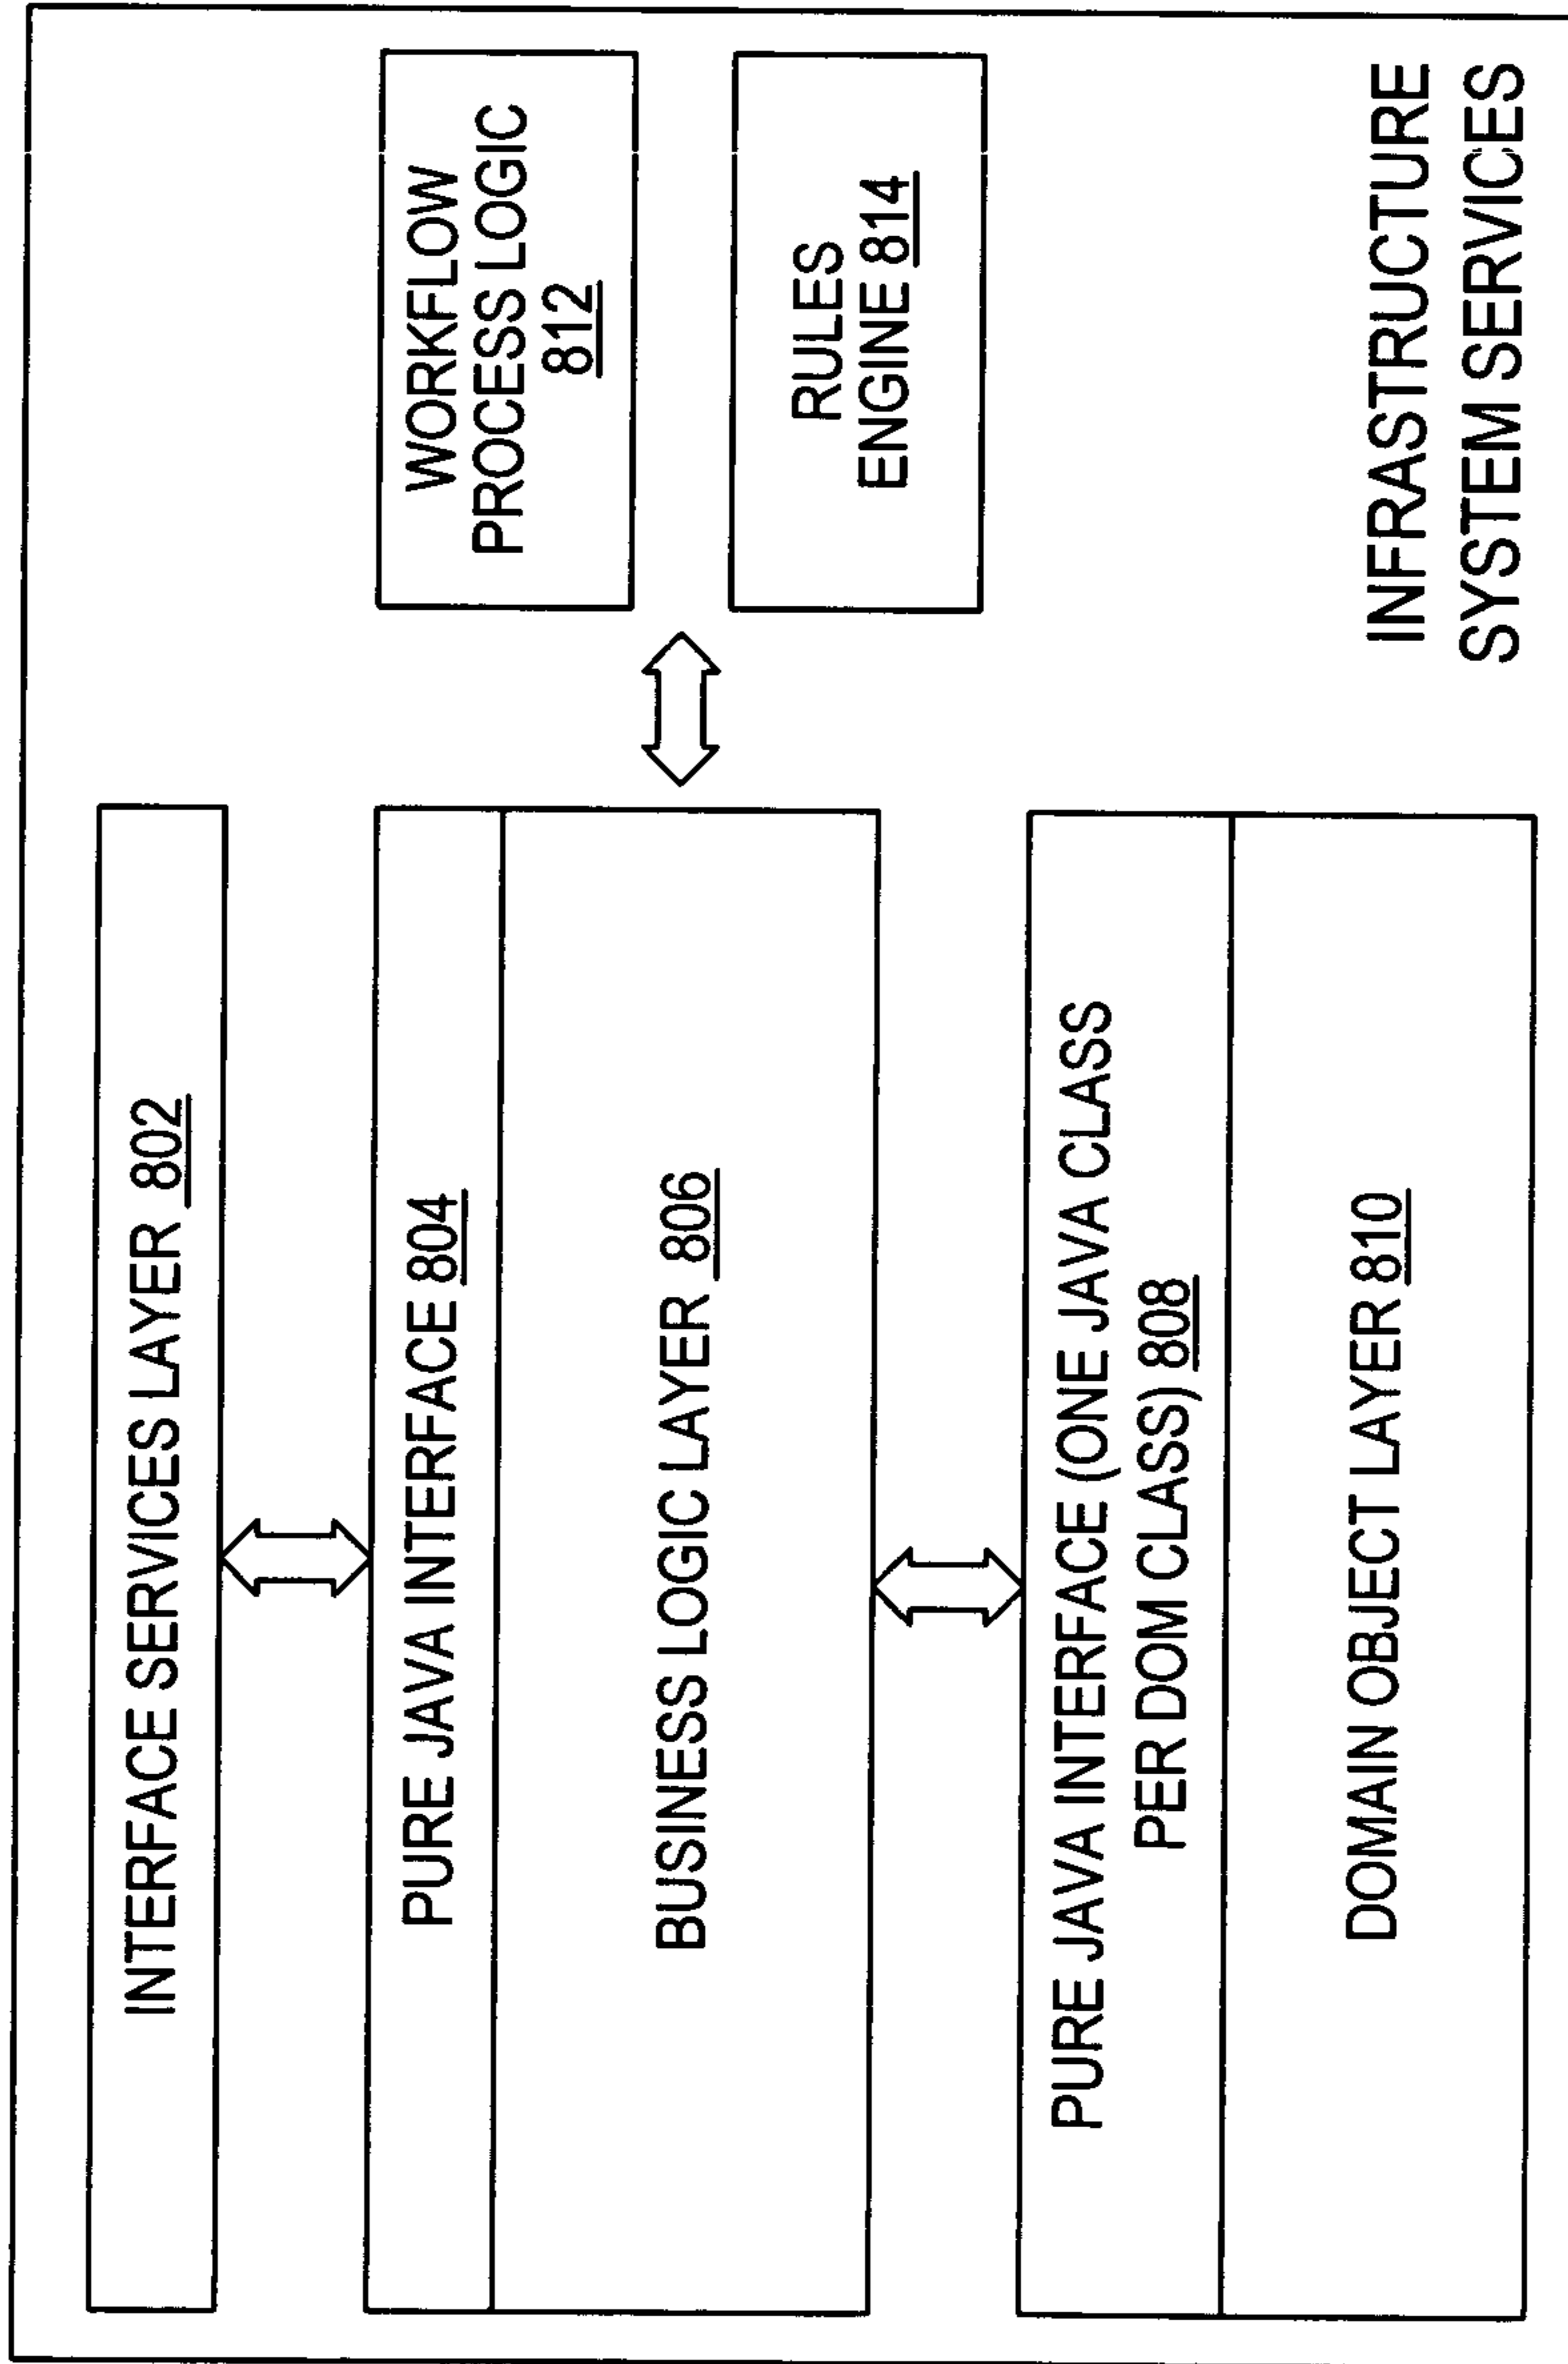 INTERFACE SERVICES LAYER 802
PURE JAVA INTERFACE 804
BUSINESS LOGIC LAYER 806
PURE JAVA INTERFACE (ONE JAVA CLASS
PER DOM CLASS) 808
DOMAIN OBJECT LAYER 810
WORKFLOW
PROCESS LOGIC
812
RULES
ENGINE 814
INFRASTRUCTURE
SYSTEM SERVICES